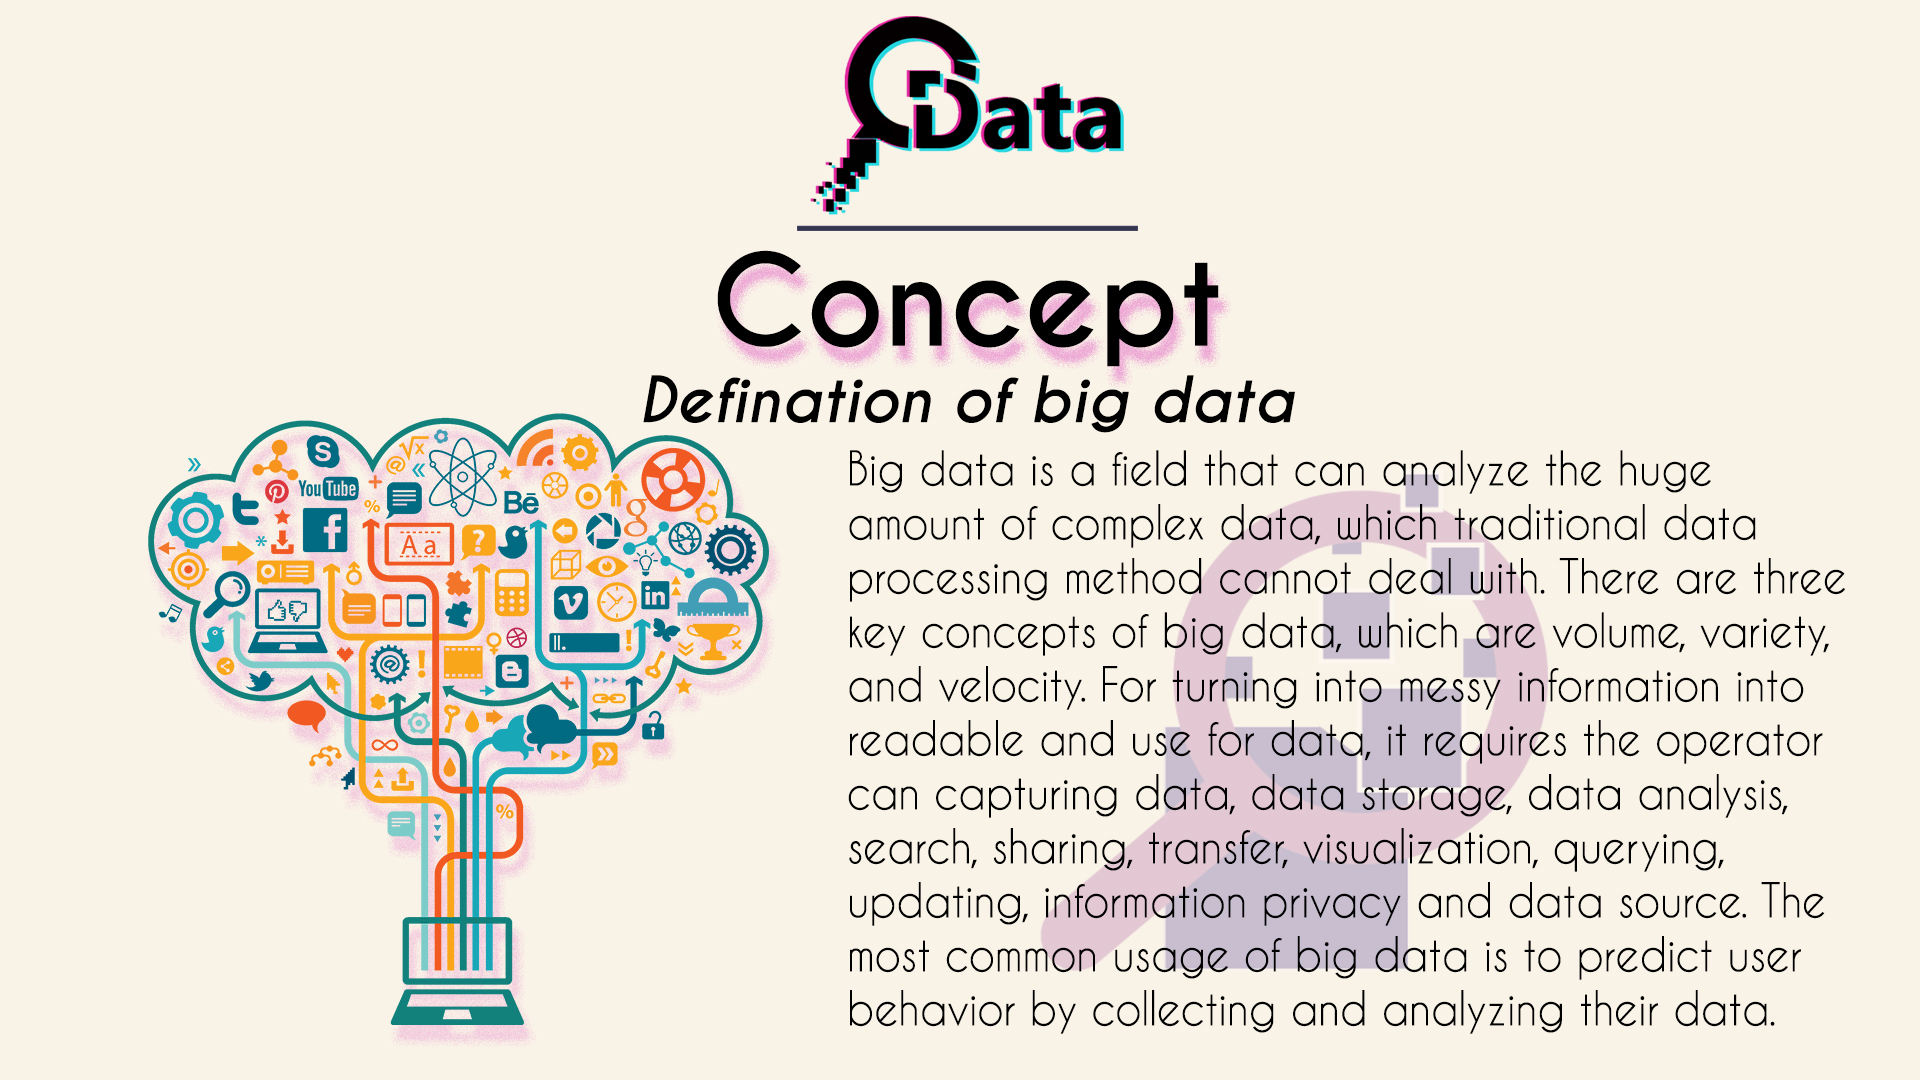 Data
Concept
Defination of big data
Big data is a field that can analyze the huge
amount of complex data, which traditional data
processing method cannot deal with. There are three
key concepts of big data, which are volume, variety,
and velocity. For turning into messy information into
readable and use for data, it requires the operator
can capturing data, data storage, data analysis,
search, sharing, transfer, visualization, querying,
updating, information privacy and data source. The
most common usage of big data is to predict user
behavior by collecting and analyzing their data.
S
√x
@
You Tube
%
Bē
g
f
Aa
?
in
@
!
!
%